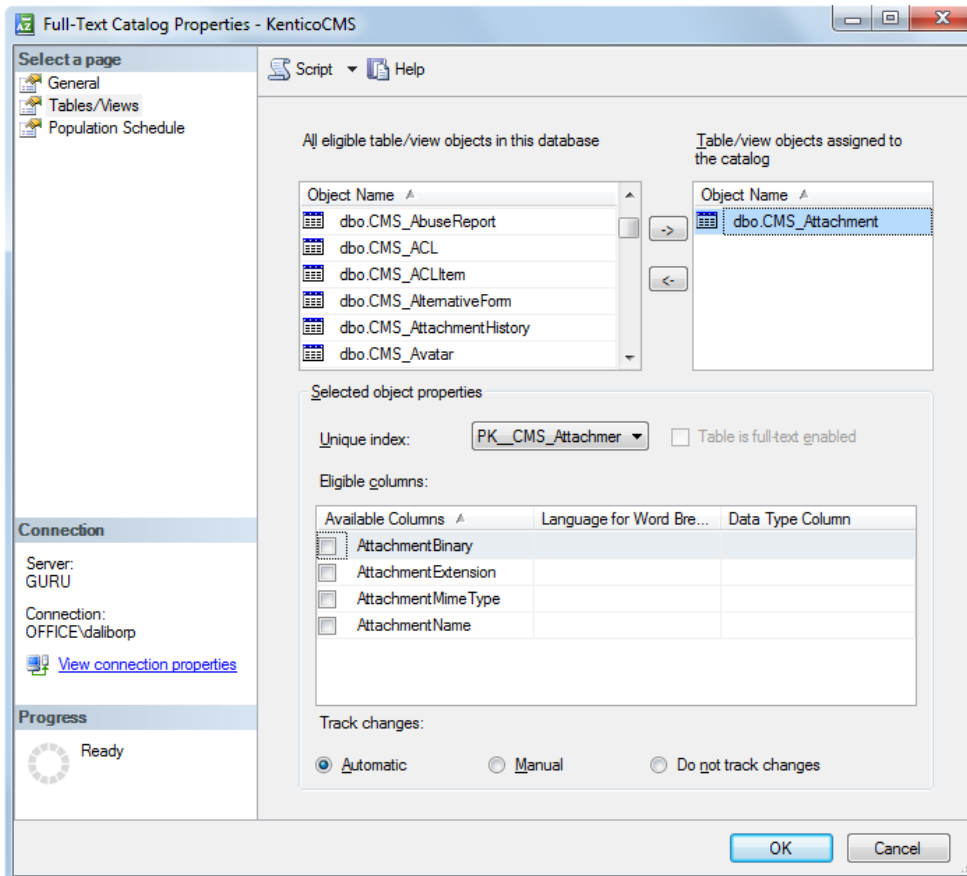 Full-Text Catalog Properties - KenticoCMS
Select a page
General
Tables/Views
Population Schedule
Script
Help
All eligible table/view objects in this database
Object Name
dbo.CMS_AbuseReport
dbo.CMS_ACL
dbo.CMS_ACLItem
dbo.CMS_AlternativeForm
dbo.CMS_AttachmentHistory
dbo.CMS_Avatar
->
<-
Table/view objects assigned to
the catalog
Object Name
dbo.CMS_Attachment
Selected object properties
Unique index:
PK__CMS_Attachmer
Table is full-text enabled
Eligible columns:
Available Columns Language for Word Bre... Data Type Column
AttachmentBinary
AttachmentExtension
AttachmentMimeType
AttachmentName
Track changes:
Automatic Manual Do not track changes
Connection
Server:
GURU
Connection:
OFFICE\daliborp
View connection properties
Progress
Ready
OK Cancel